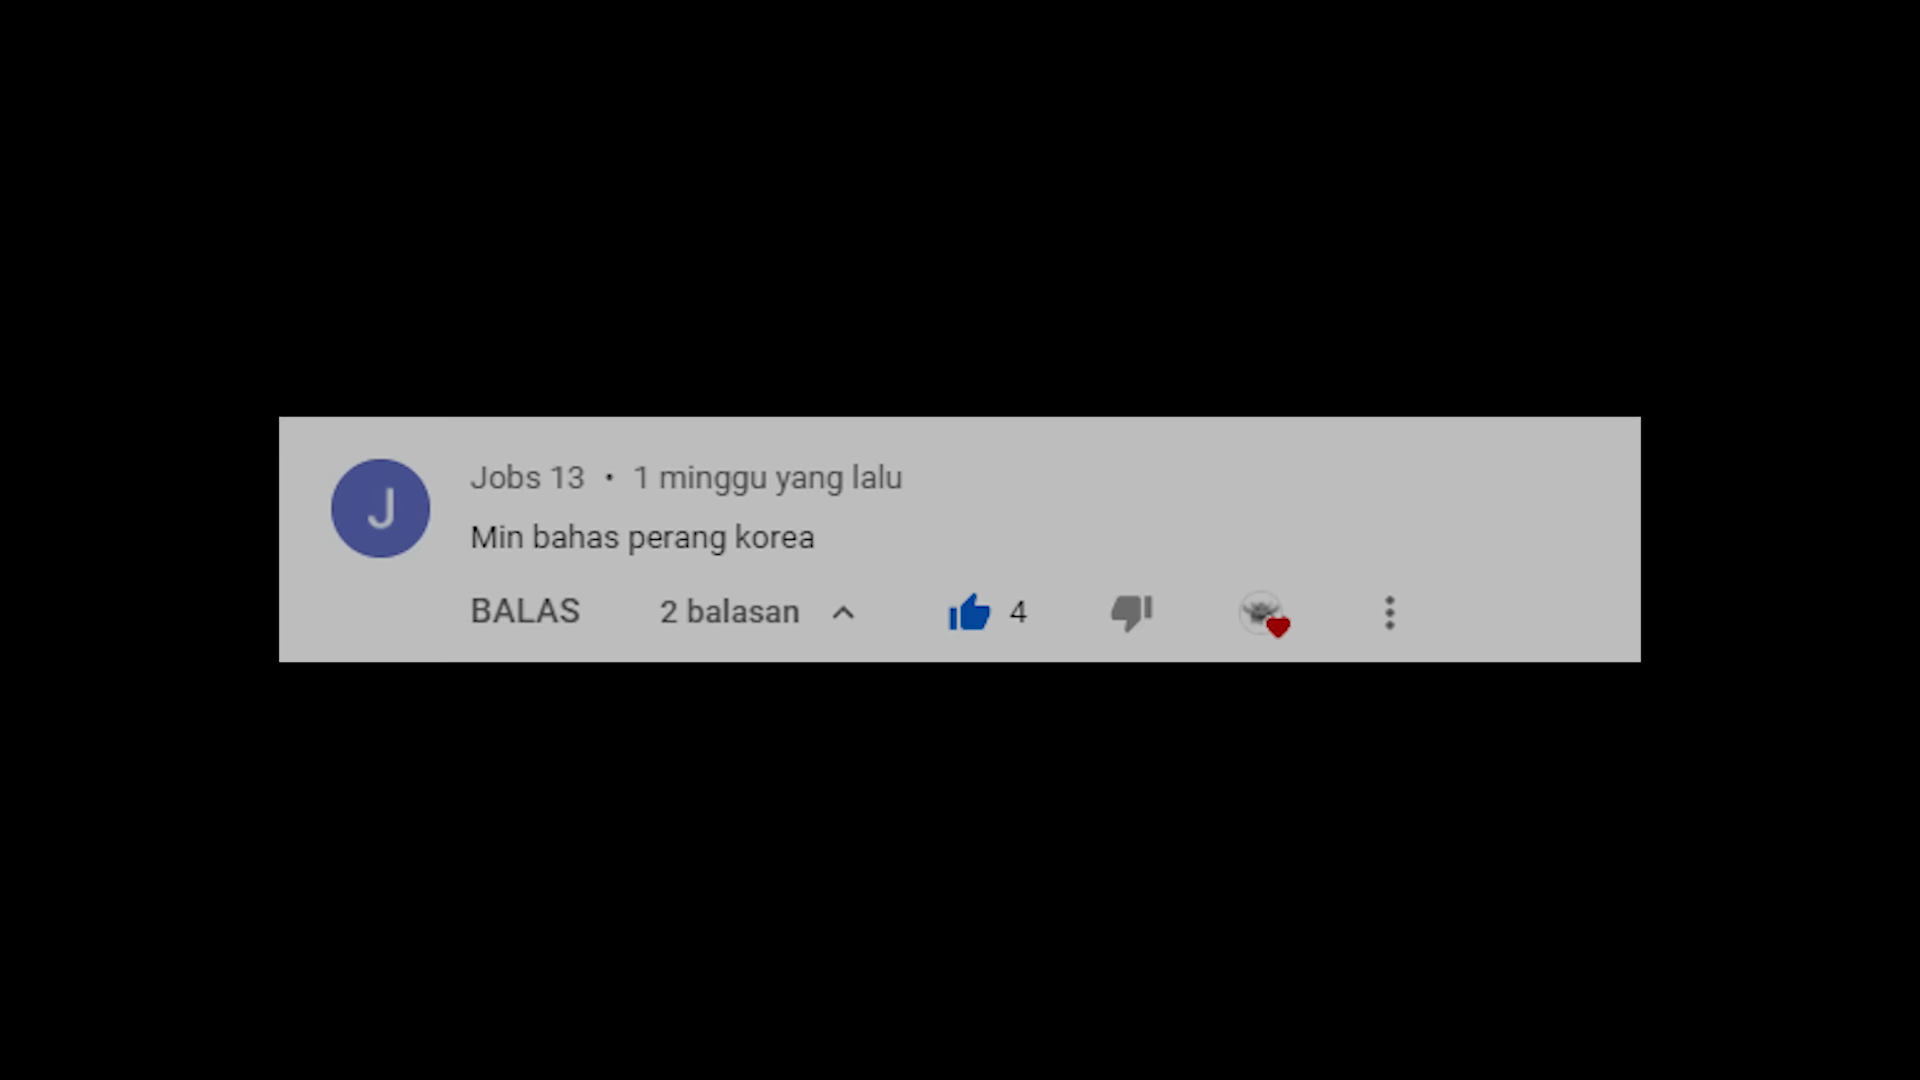 J
Jobs 13 • 1 minggu yang lalu
Min bahas perang korea
BALAS 2 balasan 4